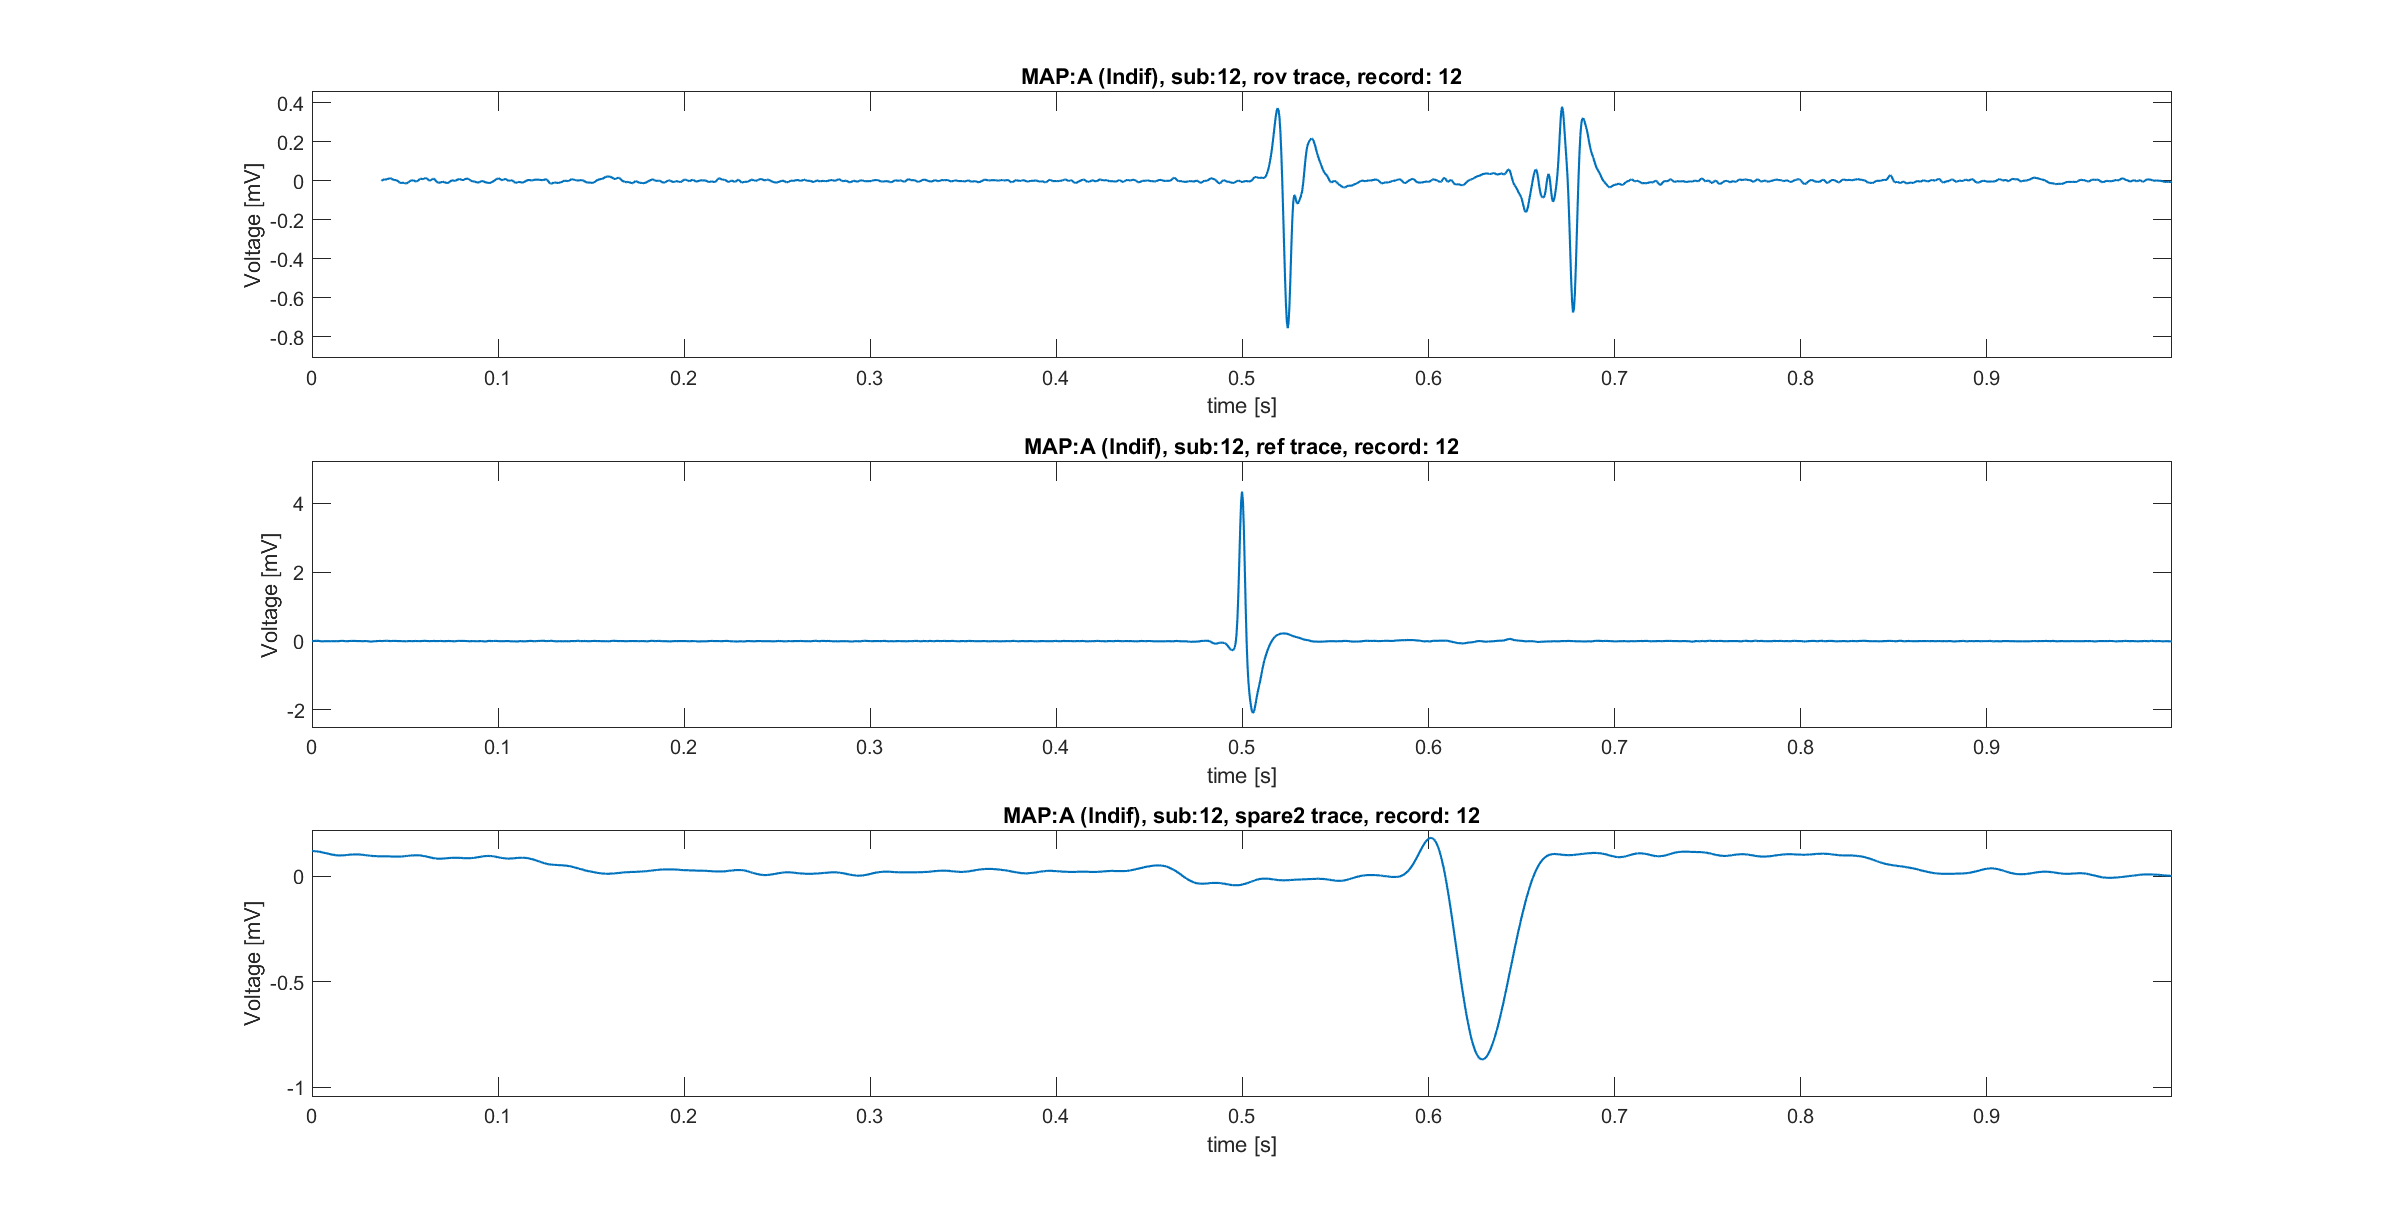 MAP:A (Indif), sub:12, rov trace, record: 12
0.4
0.2
0
-0.2
-0.4
-0.6
-0.8
Voltage [mV]
0 0.1 0.2 0.3 0.4 0.5 0.6 0.7 0.8 0.9
time [s]
MAP:A (Indif), sub:12, ref trace, record: 12
4
2
0
-2
Voltage [mV]
0 0.1 0.2 0.3 0.4 0.5 0.6 0.7 0.8 0.9
time [s]
MAP:A (Indif), sub:12, spare2 trace, record: 12
0
-0.5
-1
Voltage [mV]
0 0.1 0.2 0.3 0.4 0.5 0.6 0.7 0.8 0.9
time [s]